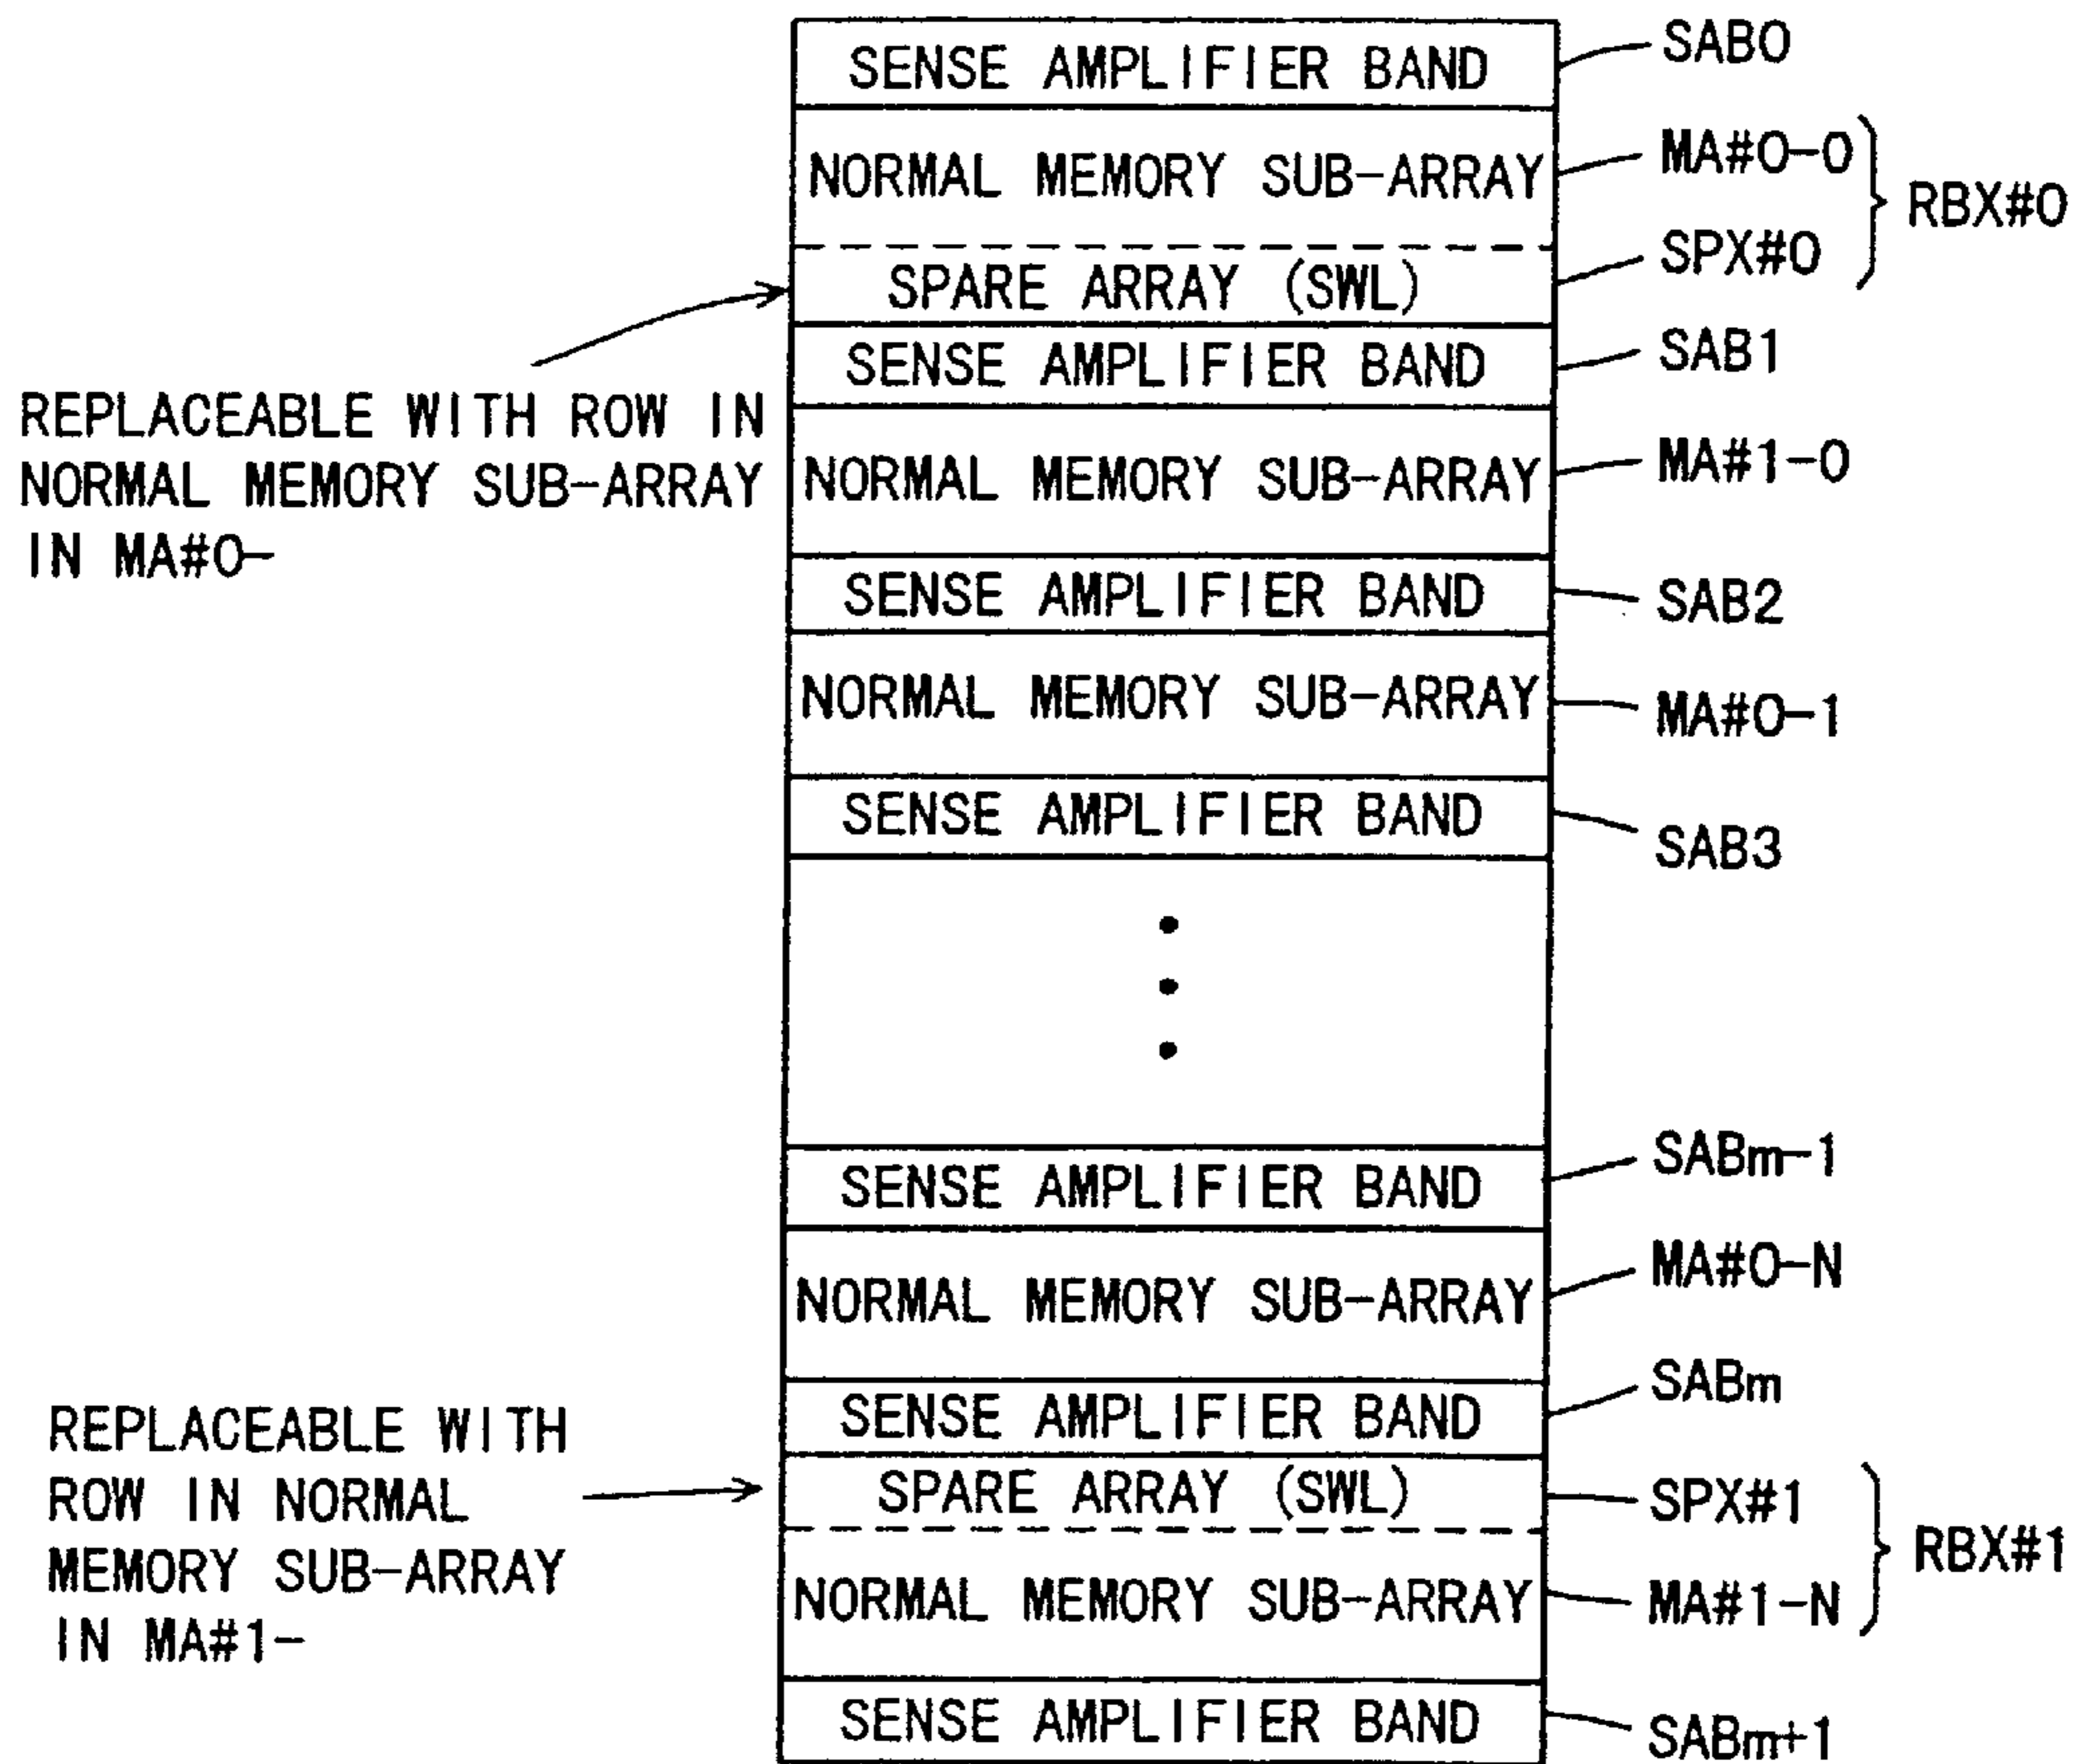 SENSE AMPLIFIER BAND
SAB0
NORMAL MEMORY SUB-ARRAY
MA#0-0
RBX#0
SPARE ARRAY (SWL)
SPX#0
SENSE AMPLIFIER BAND
SAB1
REPLACEABLE WITH ROW IN
NORMAL MEMORY SUB-ARRAY
IN MA#0-
NORMAL MEMORY SUB-ARRAY
MA#1-0
SENSE AMPLIFIER BAND
SAB2
NORMAL MEMORY SUB-ARRAY
MA#0-1
SENSE AMPLIFIER BAND
SAB3
SENSE AMPLIFIER BAND
SABm-1
NORMAL MEMORY SUB-ARRAY
MA#0-N
SENSE AMPLIFIER BAND
SABm
REPLACEABLE WITH
ROW IN NORMAL
MEMORY SUB-ARRAY
IN MA#1-
SPARE ARRAY (SWL)
SPX#1
RBX#1
NORMAL MEMORY SUB-ARRAY
MA#1-N
SENSE AMPLIFIER BAND
SABm+1